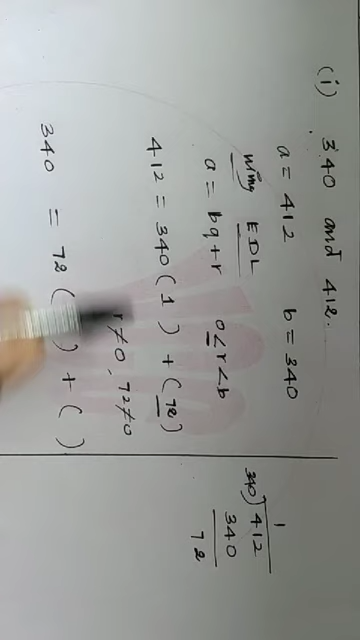 (i) 340 and 412.
a = 412 b = 340
using EDL
a = bq + r 0 ≤ r < b
412 = 340 ( 1 ) + ( 72 )
r ≠ 0, 72 ≠ 0
340 = 72 ( ) + ( )
1
340) 412
340
72